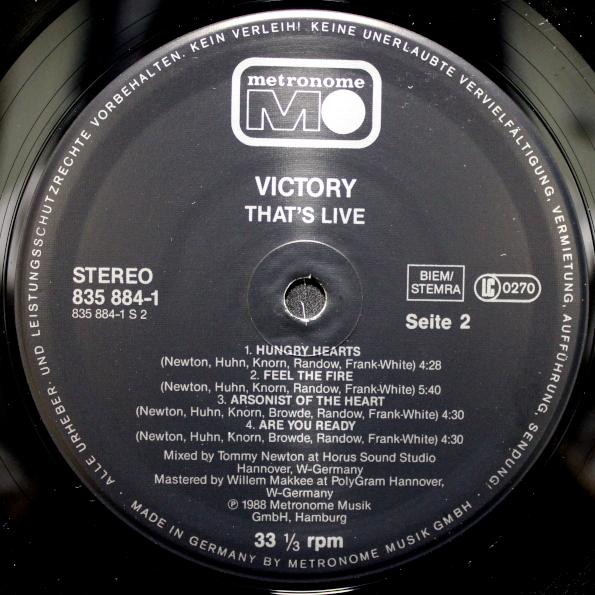 ALLE URHEBER- UND LEISTUNGSSCHUTZRECHTE VORBEHALTEN. KEIN VERLEIH! KEINE UNERLAUBTE VERVIELFÄLTIGUNG, VERMIETUNG, AUFFÜHRUNG, SENDUNG!
metronome
MO
VICTORY
THAT'S LIVE
STEREO
835 884-1
835 884-1 S 2
BIEM/
STEMRA
LC 0270
Seite 2
1. HUNGRY HEARTS
(Newton, Huhn, Knorn, Randow, Frank-White) 4:28
2. FEEL THE FIRE
(Newton, Huhn, Knorn, Randow, Frank-White) 5:40
3. ARSONIST OF THE HEART
(Newton, Huhn, Knorn, Browde, Randow, Frank-White) 4:30
4. ARE YOU READY
(Newton, Huhn, Knorn, Browde, Randow, Frank-White) 4:30
Mixed by Tommy Newton at Horus Sound Studio
Hannover, W-Germany
Mastered by Willem Makkee at PolyGram Hannover,
W-Germany
℗ 1988 Metronome Musik
GmbH, Hamburg
33 1/3 rpm
· MADE IN GERMANY BY METRONOME MUSIK GMBH ·